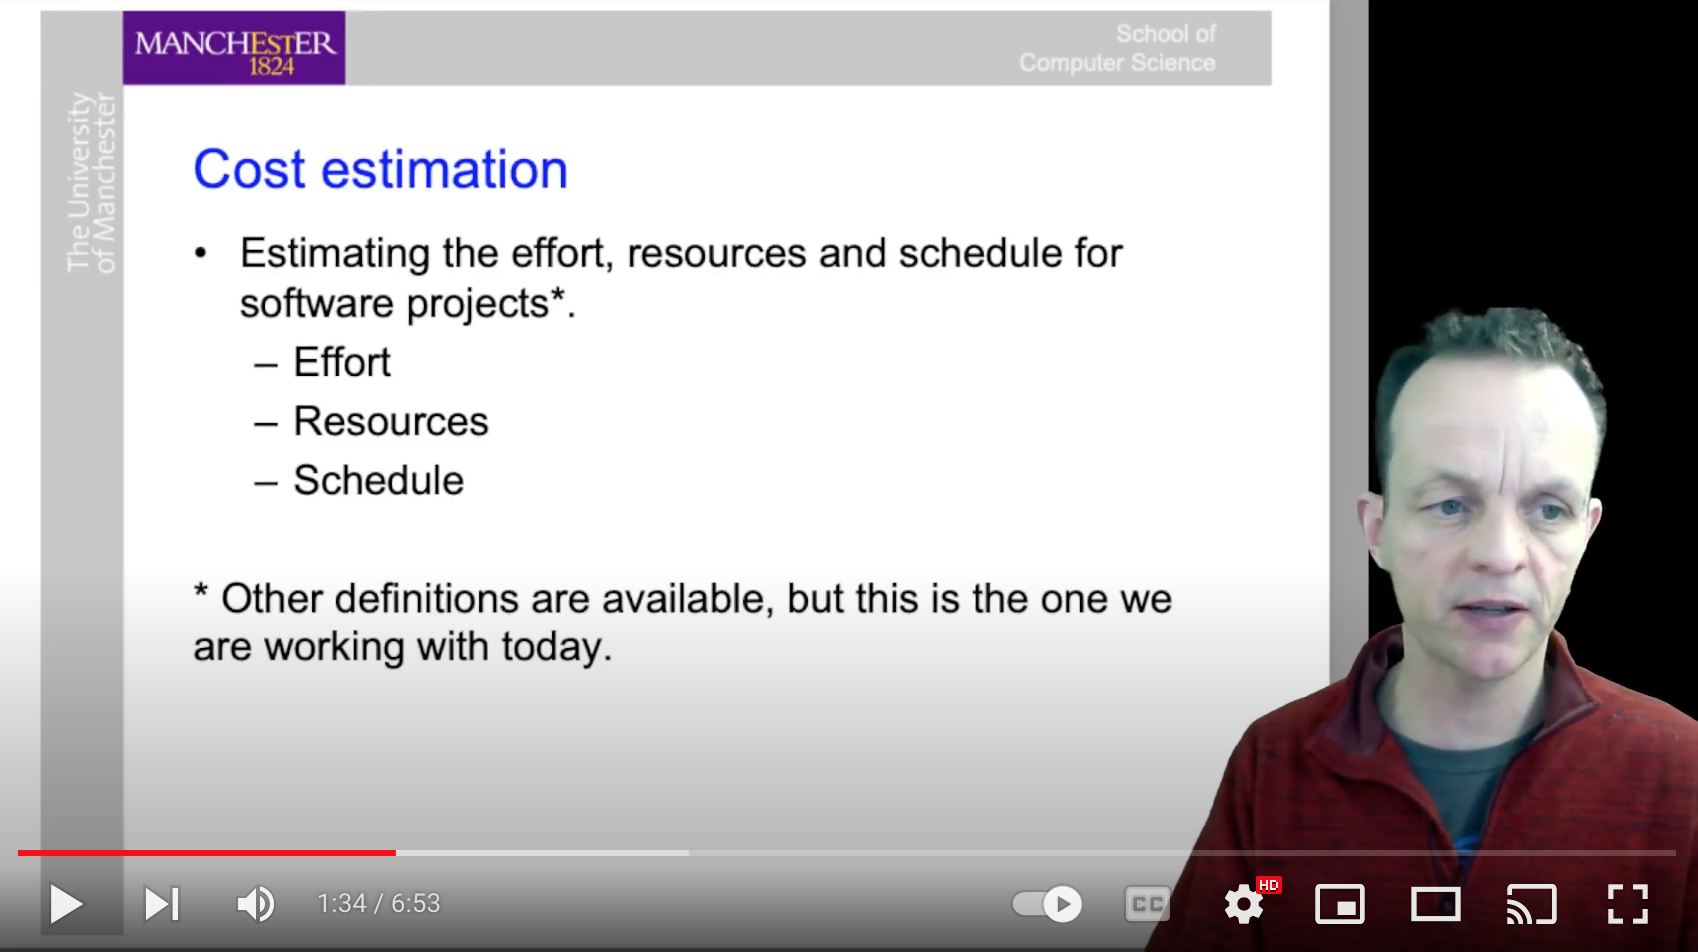 MANCHESTER
1824
School of
Computer Science
The University
of Manchester
Cost estimation
• Estimating the effort, resources and schedule for
software projects*.
– Effort
– Resources
– Schedule
* Other definitions are available, but this is the one we
are working with today.
1:34 / 6:53
CC
HD